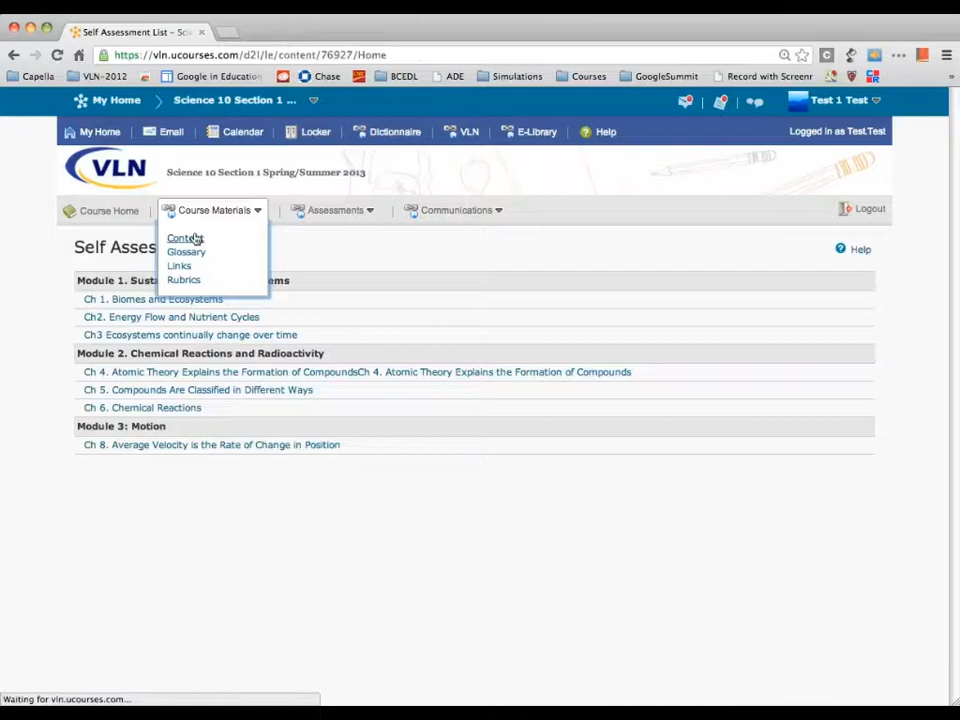 Self Assessment List – Sci
https://vln.ucourses.com/d2l/le/content/76927/Home
Capella VLN-2012 Google in Education Chase BCEDL ADE Simulations Courses GoogleSummit Record with Screenr »
My Home Science 10 Section 1 ... Test 1 Test
My Home Email Calendar Locker Dictionnaire VLN E-Library Help Logged in as Test.Test
VLN Science 10 Section 1 Spring/Summer 2013
Course Home Course Materials Assessments Communications Logout
Content
Self Asses Help
Glossary
Links
Rubrics
Module 1. Susta ems
Ch 1. Biomes and Ecosystems
Ch2. Energy Flow and Nutrient Cycles
Ch3 Ecosystems continually change over time
Module 2. Chemical Reactions and Radioactivity
Ch 4. Atomic Theory Explains the Formation of CompoundsCh 4. Atomic Theory Explains the Formation of Compounds
Ch 5. Compounds Are Classified in Different Ways
Ch 6. Chemical Reactions
Module 3: Motion
Ch 8. Average Velocity is the Rate of Change in Position
Waiting for vln.ucourses.com...